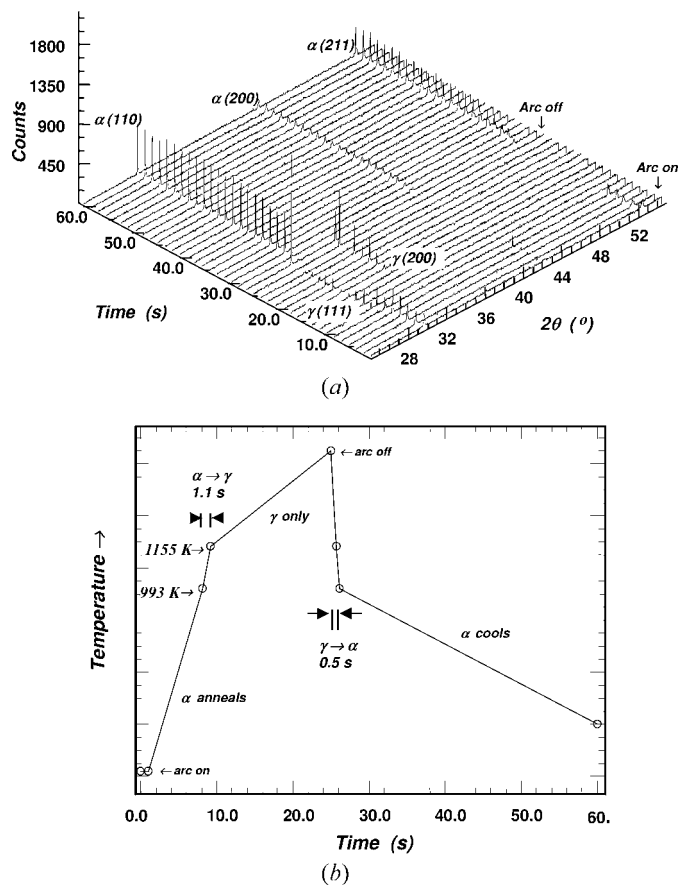 1800
1350
900
450
Counts
α (110)
α (200)
α (211)
Arc off
Arc on
γ (200)
γ (111)
60.0
50.0
40.0
30.0
20.0
10.0
Time (s)
28
32
36
40
44
48
52
2θ (°)
(a)
Temperature →
α → γ
1.1 s
1155 K→
993 K→
γ only
←arc off
γ → α
0.5 s
α cools
α anneals
←arc on
0.0 10.0 20.0 30.0 40.0 50.0 60.
Time (s)
(b)